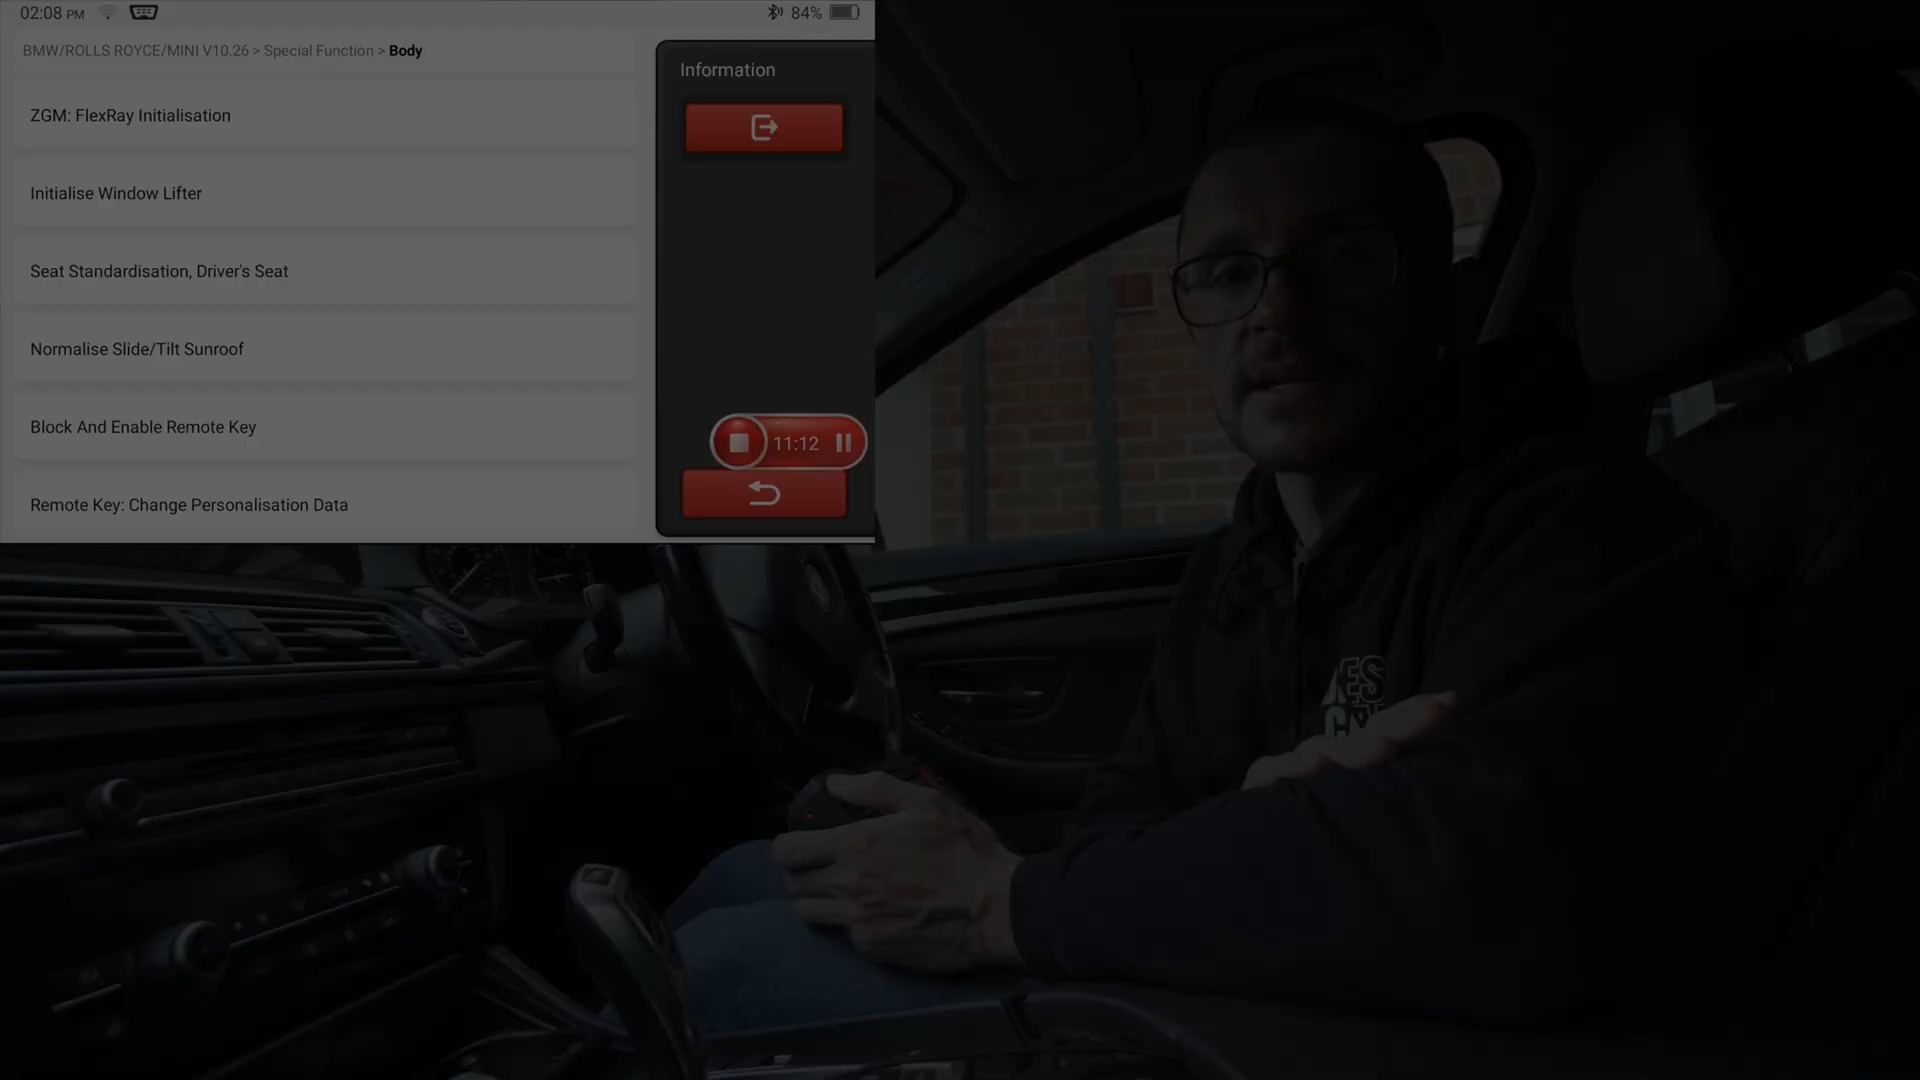 02:08 PM
84%
BMW/ROLLS ROYCE/MINI V10.26 > Special Function > Body
Information
ZGM: FlexRay Initialisation
Initialise Window Lifter
Seat Standardisation, Driver's Seat
Normalise Slide/Tilt Sunroof
Block And Enable Remote Key
11:12
Remote Key: Change Personalisation Data